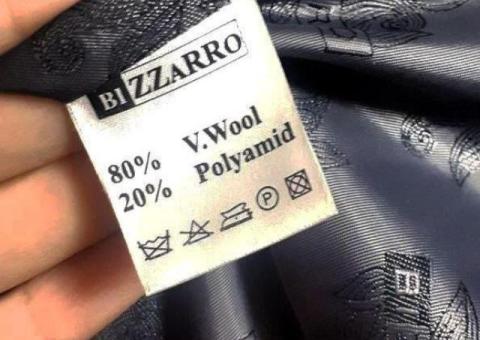 BIZZARRO
80% V.Wool
20% Polyamid
P
B